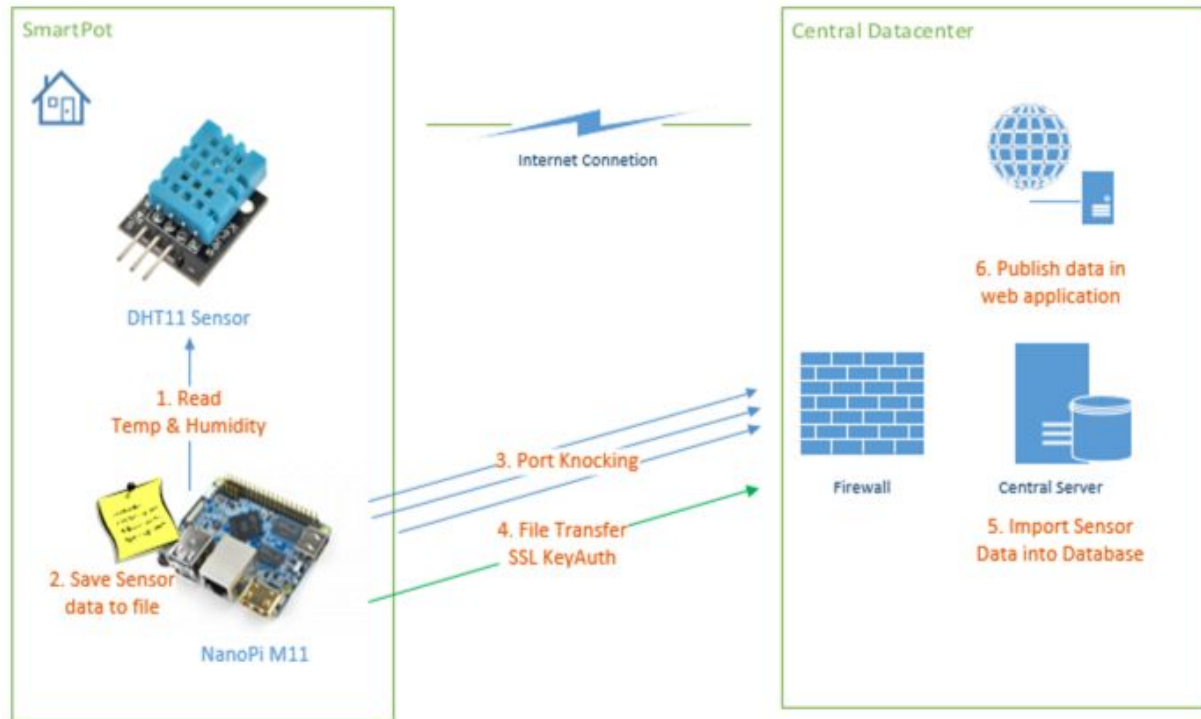 SmartPot
DHT11 Sensor
1. Read
Temp & Humidity
2. Save Sensor
data to file
NanoPi M11
Internet Connetion
3. Port Knocking
4. File Transfer
SSL KeyAuth
Central Datacenter
6. Publish data in
web application
Firewall
Central Server
5. Import Sensor
Data into Database